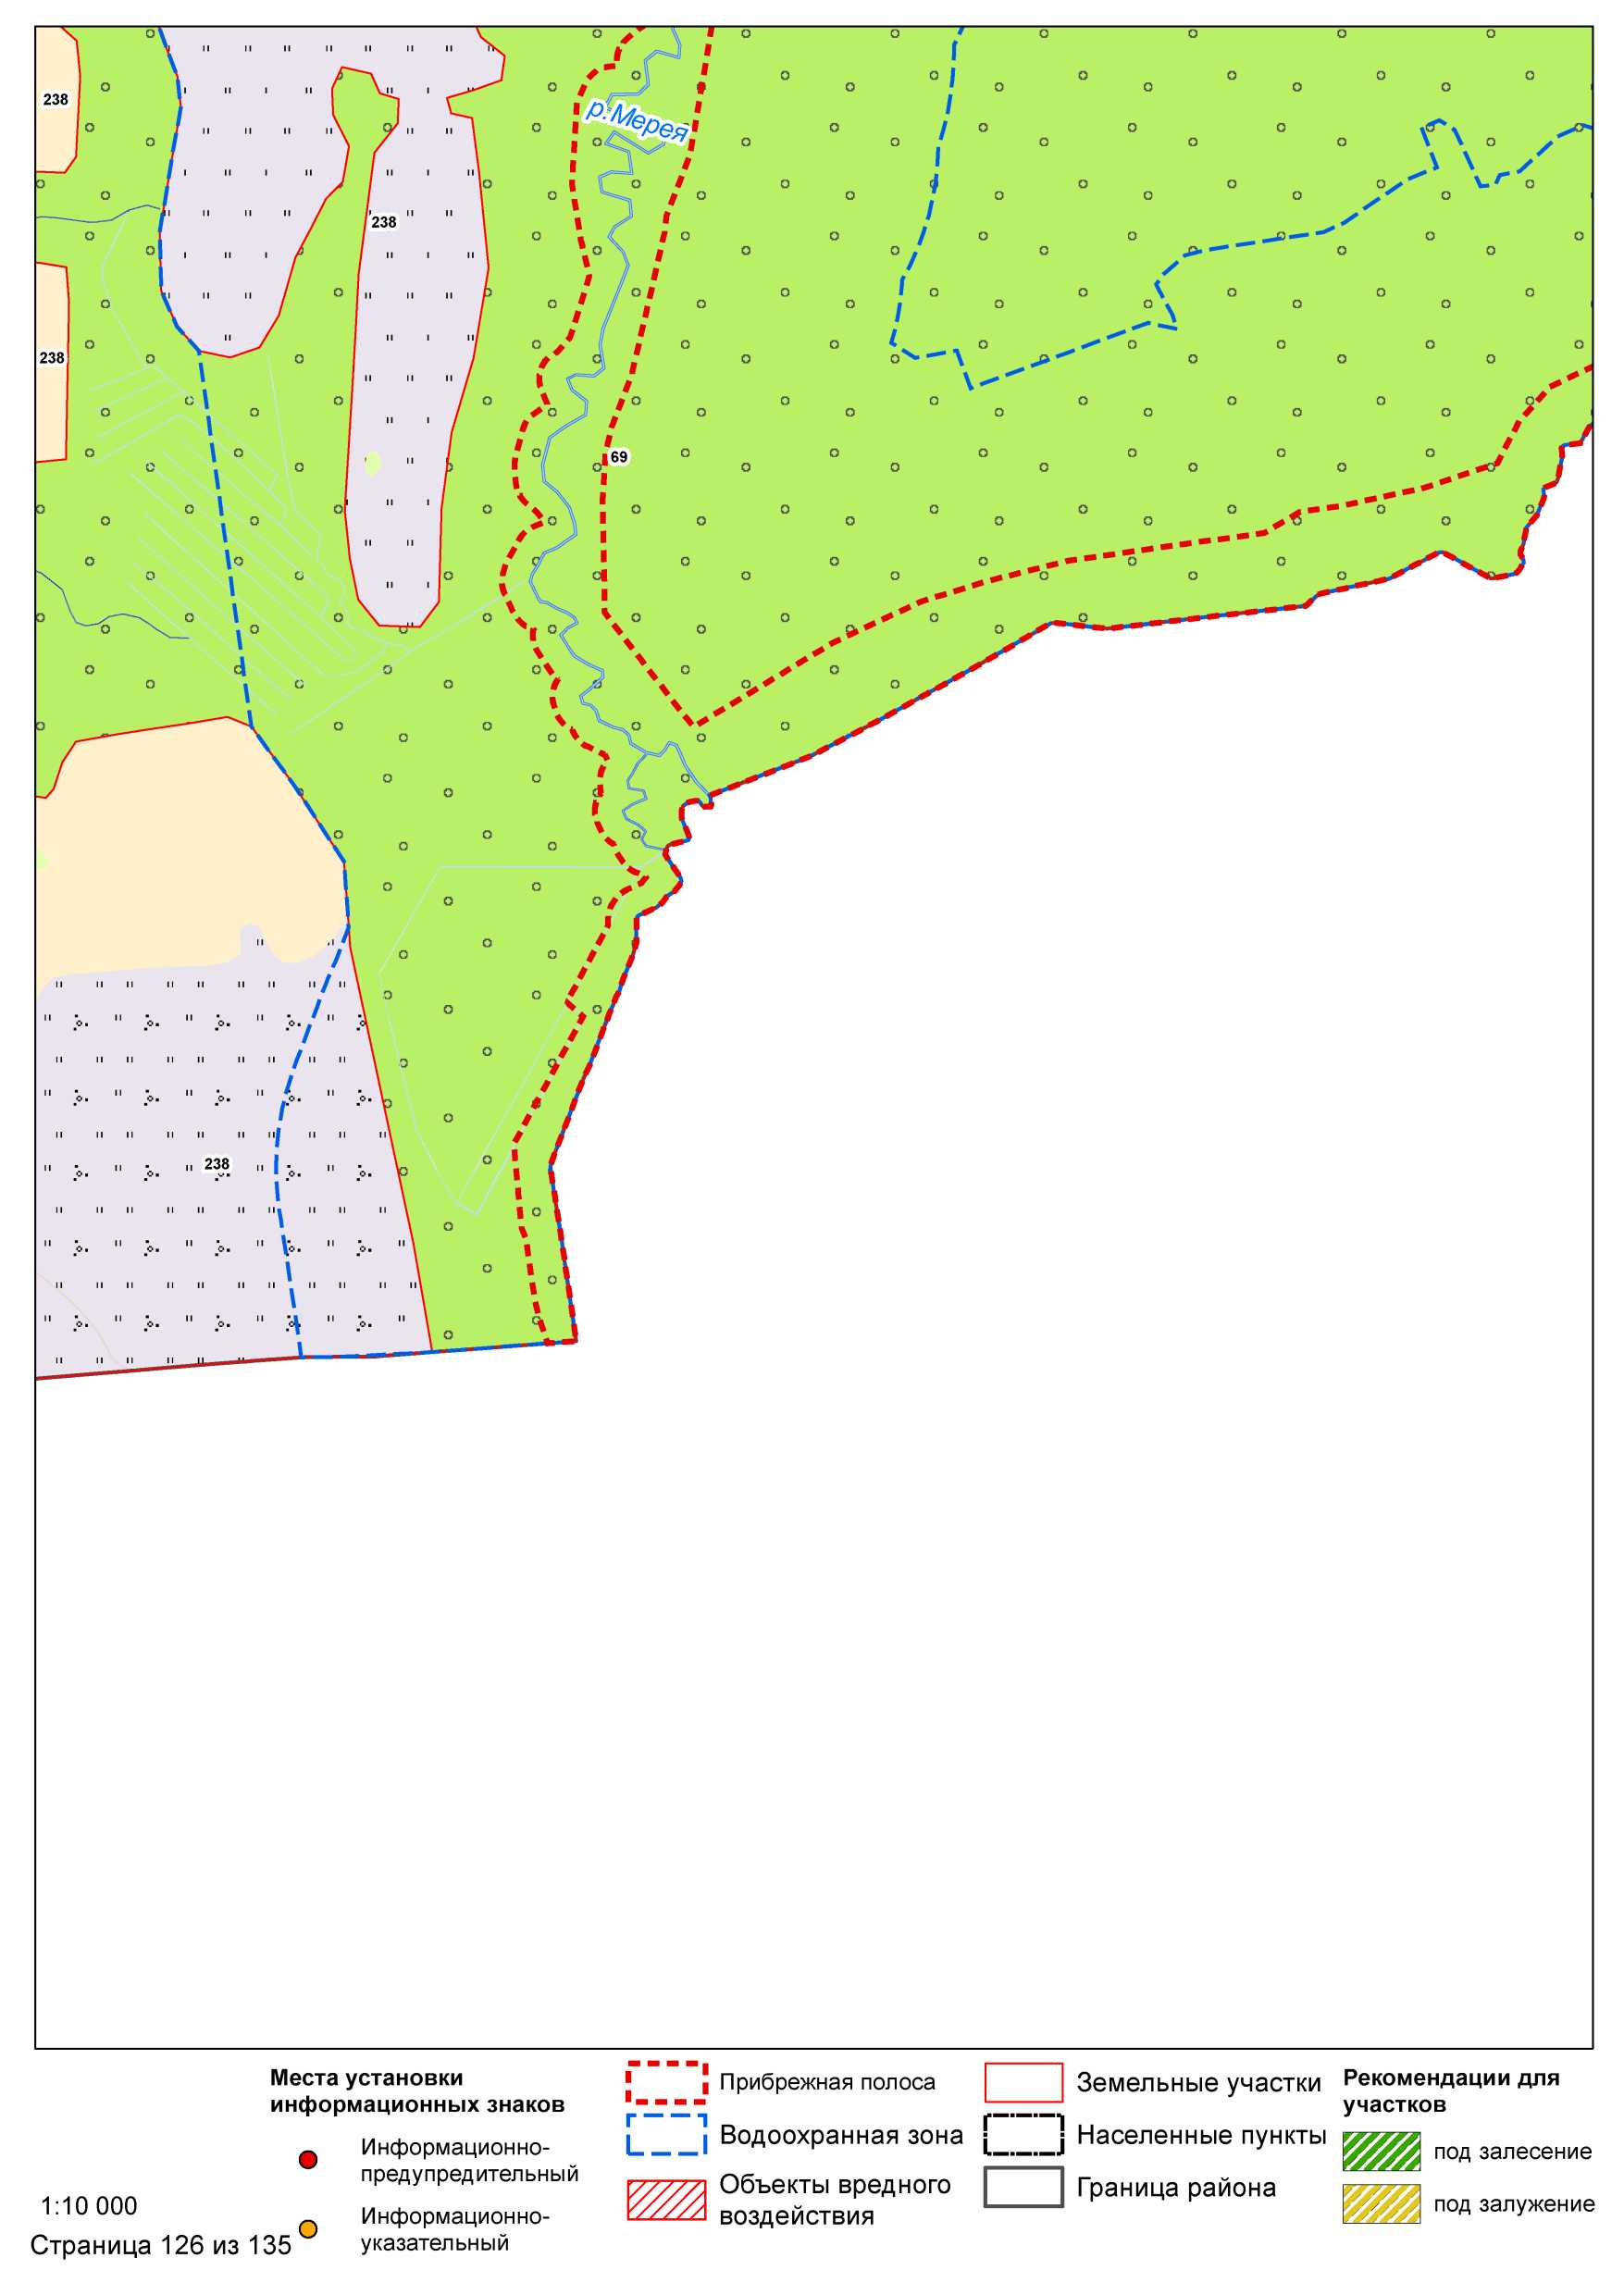 238
р.Мерея
238
238
69
238
Места установки
информационных знаков
Информационно-
предупредительный
Информационно-
указательный
Прибрежная полоса
Водоохранная зона
Объекты вредного
воздействия
Земельные участки
Населенные пункты
Граница района
Рекомендации для
участков
под залесение
под залужение
1:10 000
Страница 126 из 135